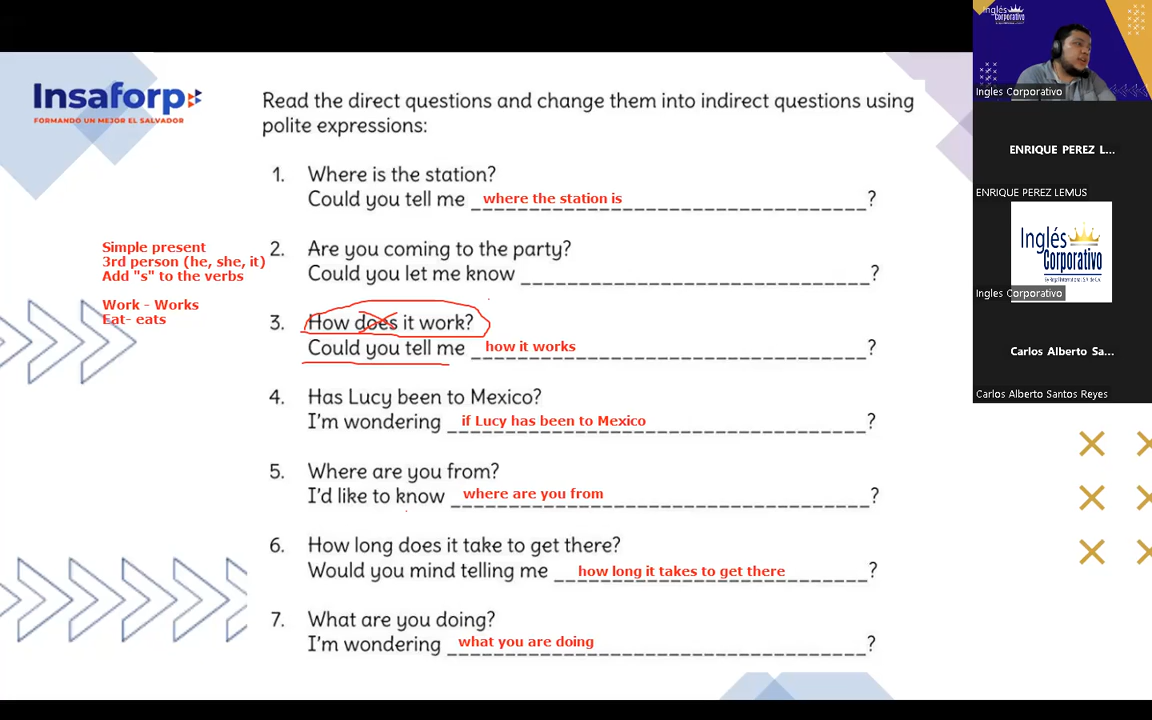 Insaforp
FORMANDO UN MEJOR EL SALVADOR
Read the direct questions and change them into indirect questions using
polite expressions:
1. Where is the station?
Could you tell me where the station is ?
Simple present
3rd person (he, she, it)
Add "s" to the verbs
Work - Works
Eat- eats
2. Are you coming to the party?
Could you let me know ?
3. How does it work?
Could you tell me how it works ?
4. Has Lucy been to Mexico?
I'm wondering if Lucy has been to Mexico ?
5. Where are you from?
I'd like to know where are you from ?
6. How long does it take to get there?
Would you mind telling me how long it takes to get there ?
7. What are you doing?
I'm wondering what you are doing ?
Inglés
Corporativo
Ingles Corporativo
ENRIQUE PEREZ L...
ENRIQUE PEREZ LEMUS
Inglés
Corporativo
Ingles Corporativo
Carlos Alberto Sa...
Carlos Alberto Santos Reyes